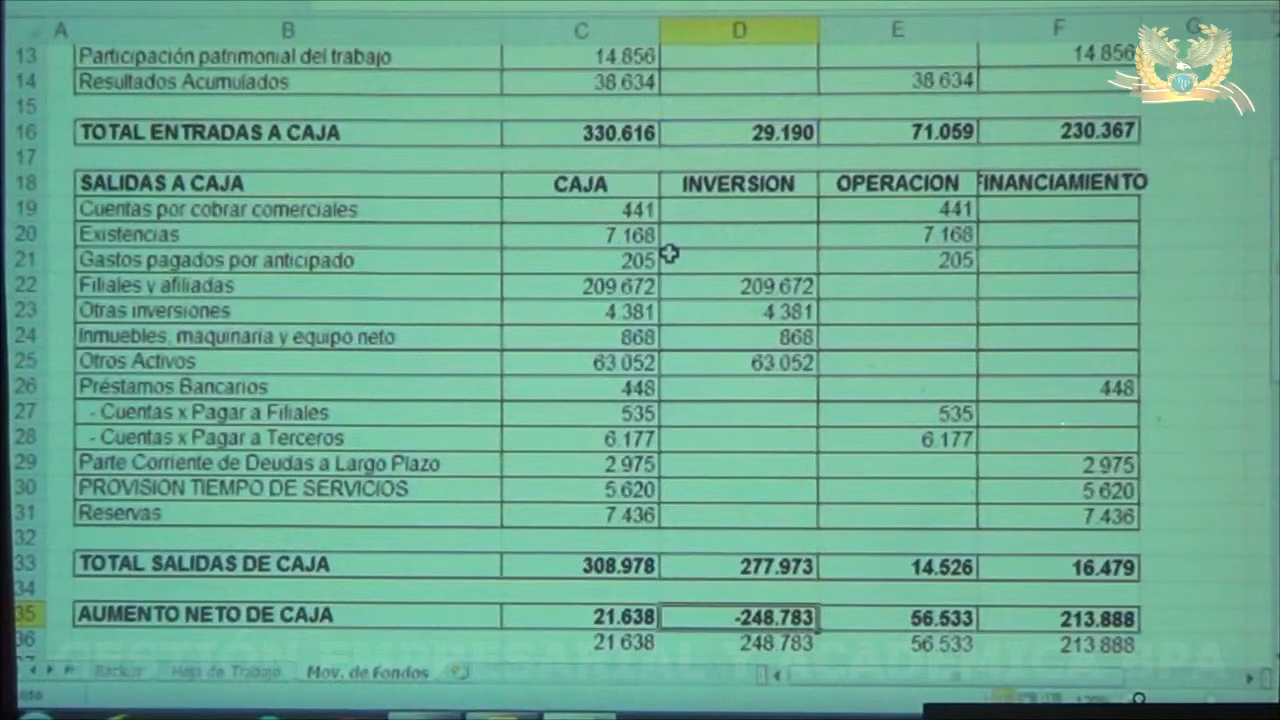 A B C D E F G
13 Participación patrimonial del trabajo 14.856 14.856
14 Resultados Acumulados 38.634 38.634
15
16 TOTAL ENTRADAS A CAJA 330.616 29.190 71.059 230.367
17
18 SALIDAS A CAJA CAJA INVERSION OPERACION FINANCIAMIENTO
19 Cuentas por cobrar comerciales 441 441
20 Existencias 7.168 7.168
21 Gastos pagados por anticipado 205 205
22 Filiales y afiliadas 209.672 209.672
23 Otras inversiones 4.381 4.381
24 Inmuebles, maquinaria y equipo neto 868 868
25 Otros Activos 63.052 63.052
26 Préstamos Bancarios 448 448
27 - Cuentas x Pagar a Filiales 535 535
28 - Cuentas x Pagar a Terceros 6.177 6.177
29 Parte Corriente de Deudas a Largo Plazo 2.975 2.975
30 PROVISION TIEMPO DE SERVICIOS 5.620 5.620
31 Reservas 7.436 7.436
32
33 TOTAL SALIDAS DE CAJA 308.978 277.973 14.526 16.479
34
35 AUMENTO NETO DE CAJA 21.638 -248.783 56.533 213.888
36 21.638 248.783 56.533 213.888
Backus Hoja de Trabajo Mov. de Fondos